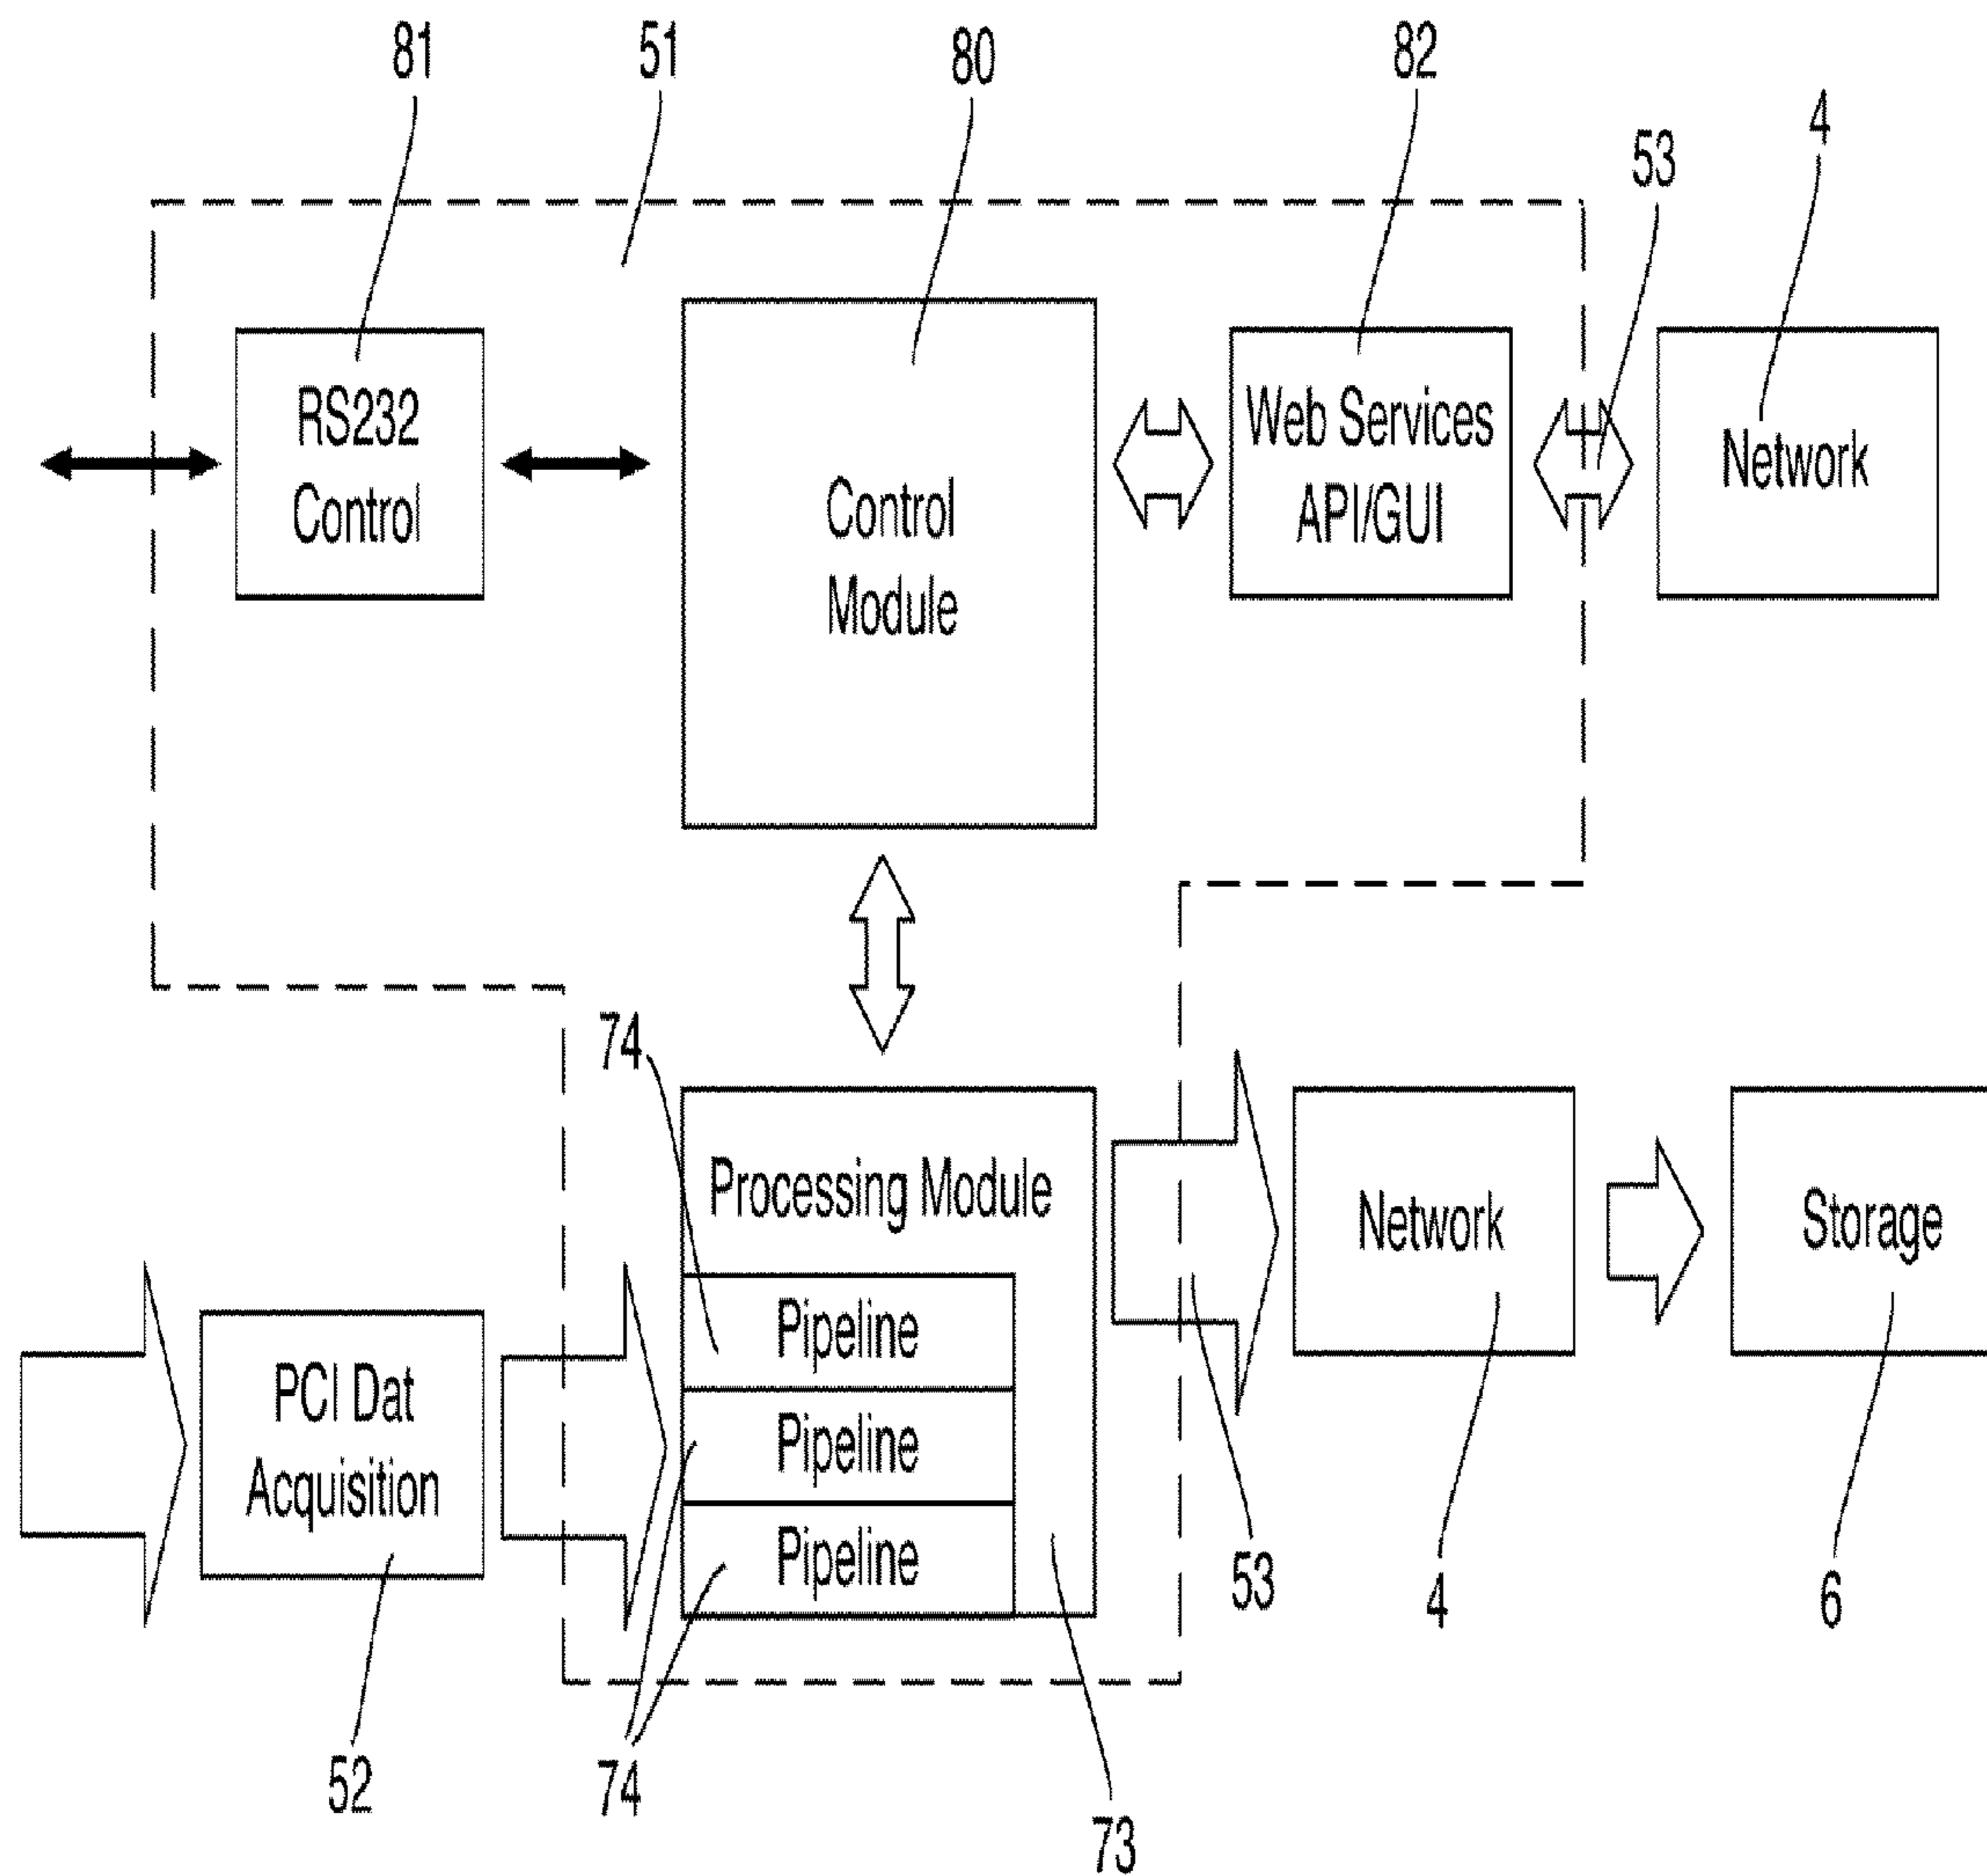 81
51
80
82
4
53
RS232
Control
Control
Module
Web Services
API/GUI
Network
74
Processing Module
Pipeline
Pipeline
Pipeline
Network
Storage
PCI Dat
Acquisition
53
4
6
52
74
73